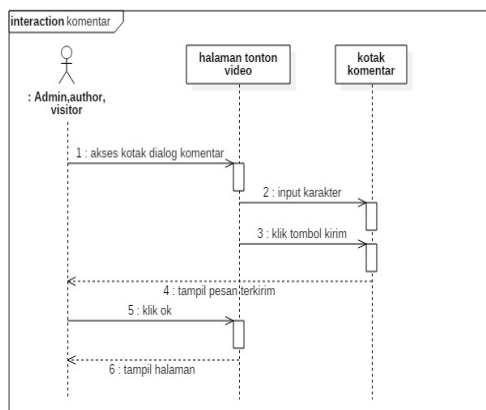 interaction komentar
halaman tonton
video
kotak
komentar
: Admin,author,
visitor
1 : akses kotak dialog komentar
2 : input karakter
3 : klik tombol kirim
4 : tampil pesan terkirim
5 : klik ok
6 : tampil halaman